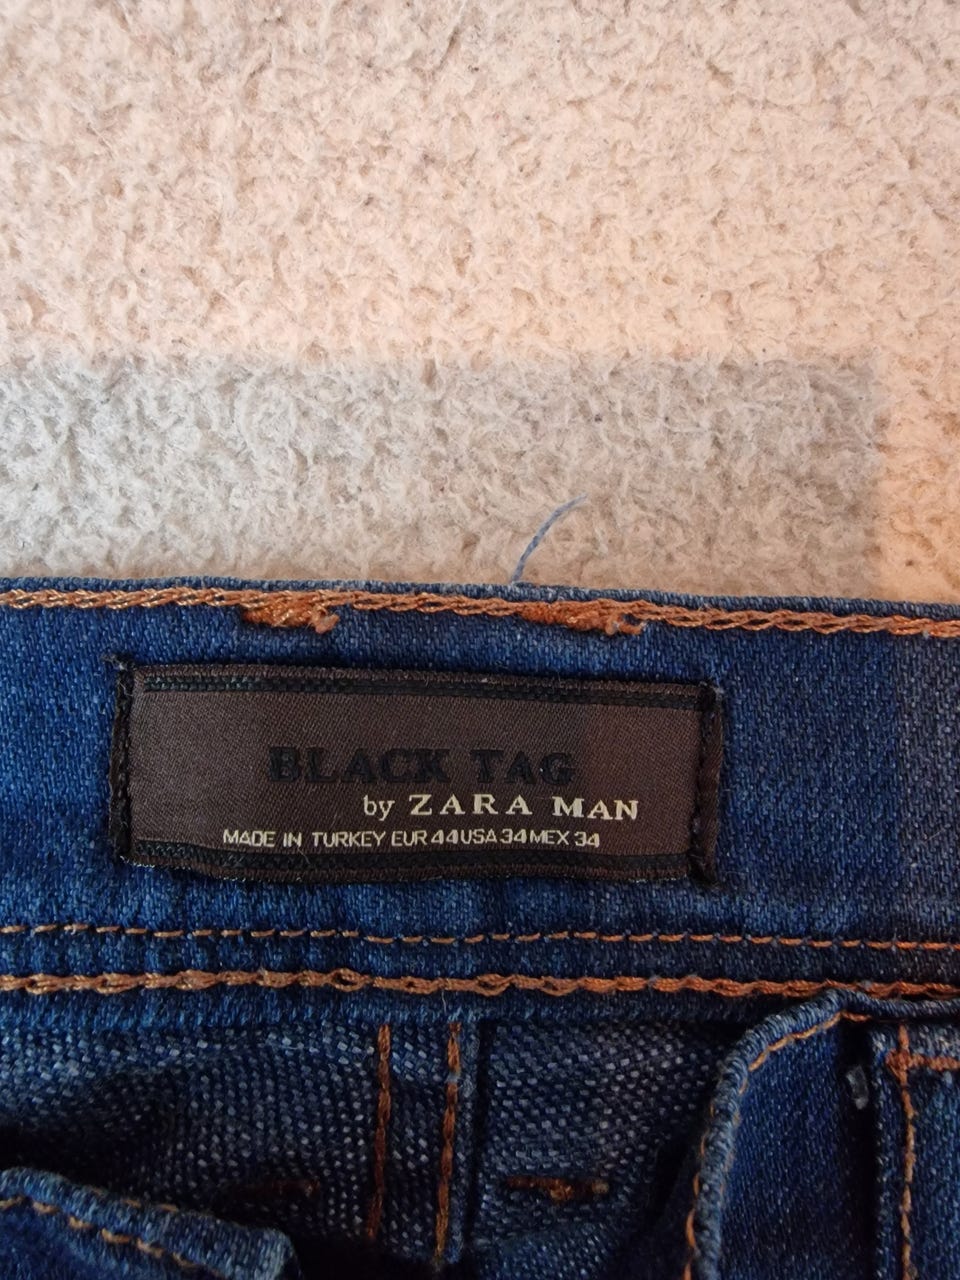 BLACK TAG
by ZARA MAN
MADE IN TURKEY EUR 44 USA 34 MEX 34